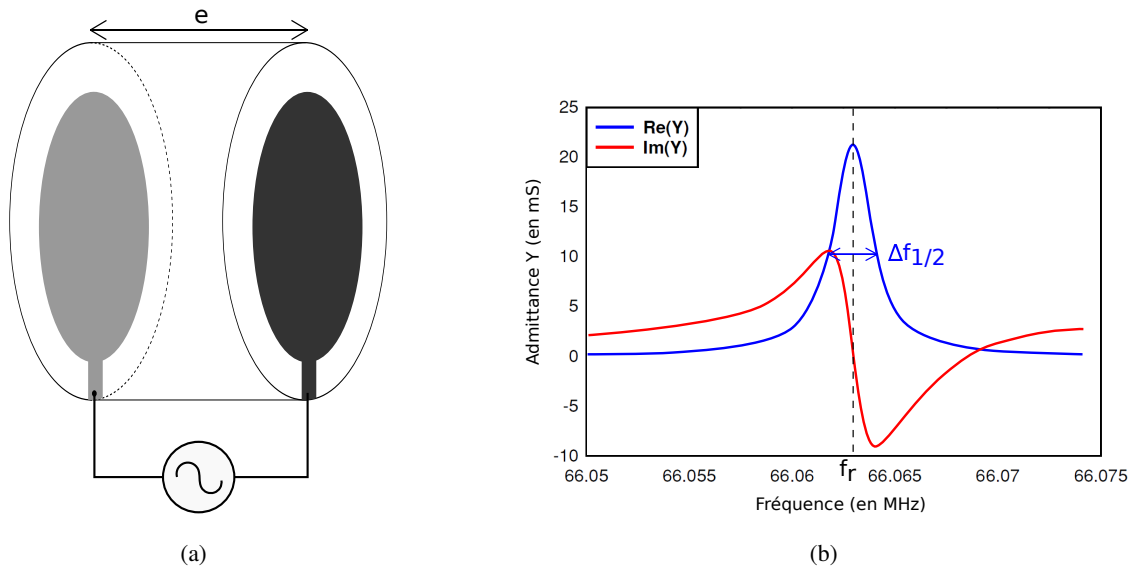 e
25
20
15
10
5
0
-5
-10
Admittance Y (en mS)
Re(Y)
Im(Y)
Δf1/2
66.05
66.055
66.06
fr
66.065
66.07
66.075
Fréquence (en MHz)
(a)
(b)